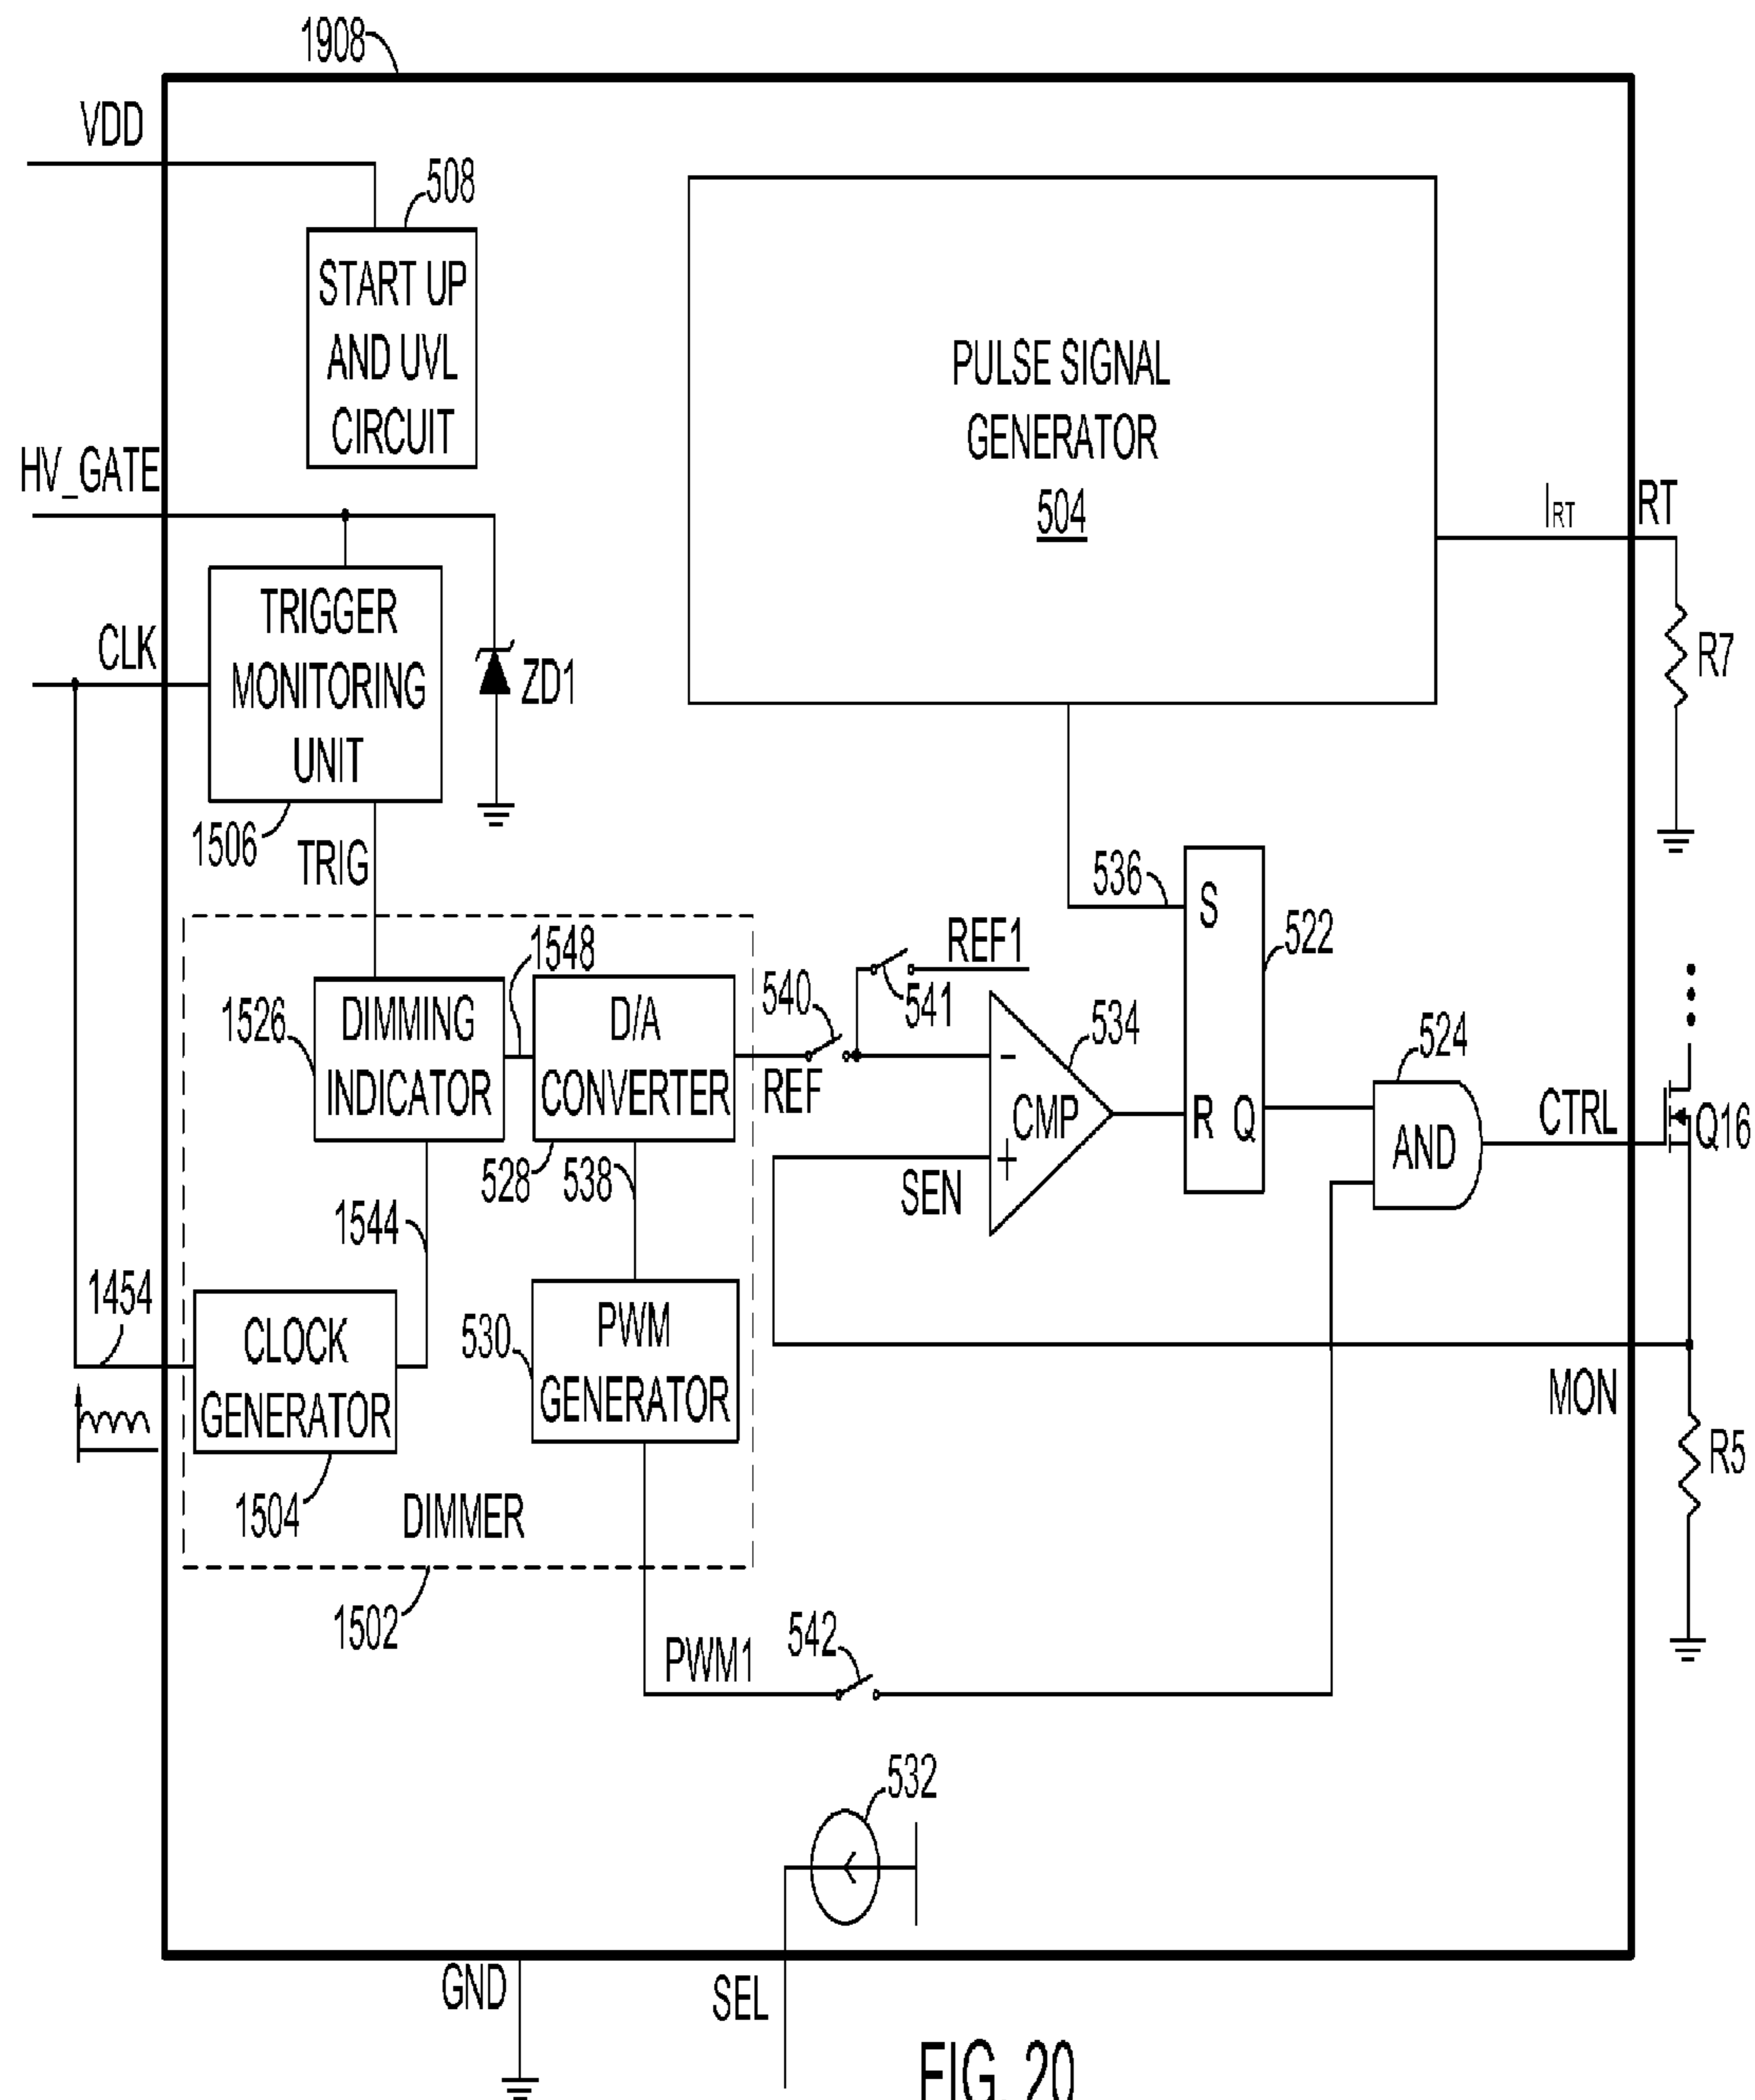 1908
VDD
508
START UP
AND UVL
CIRCUIT
PULSE SIGNAL
GENERATOR
504
HV_GATE
IRT
RT
TRIGGER
MONITORING
UNIT
CLK
ZD1
R7
1506
TRIG
536
S
522
REF1
1548
540
541
534
1526
DIMMING
INDICATOR
D/A
CONVERTER
REF
-
CMP
+
R Q
524
AND
CTRL
Q16
528
538
SEN
1544
1454
CLOCK
GENERATOR
530
PWM
GENERATOR
MON
R5
1504
DIMMER
1502
PWM1
542
532
GND
SEL
FIG. 20